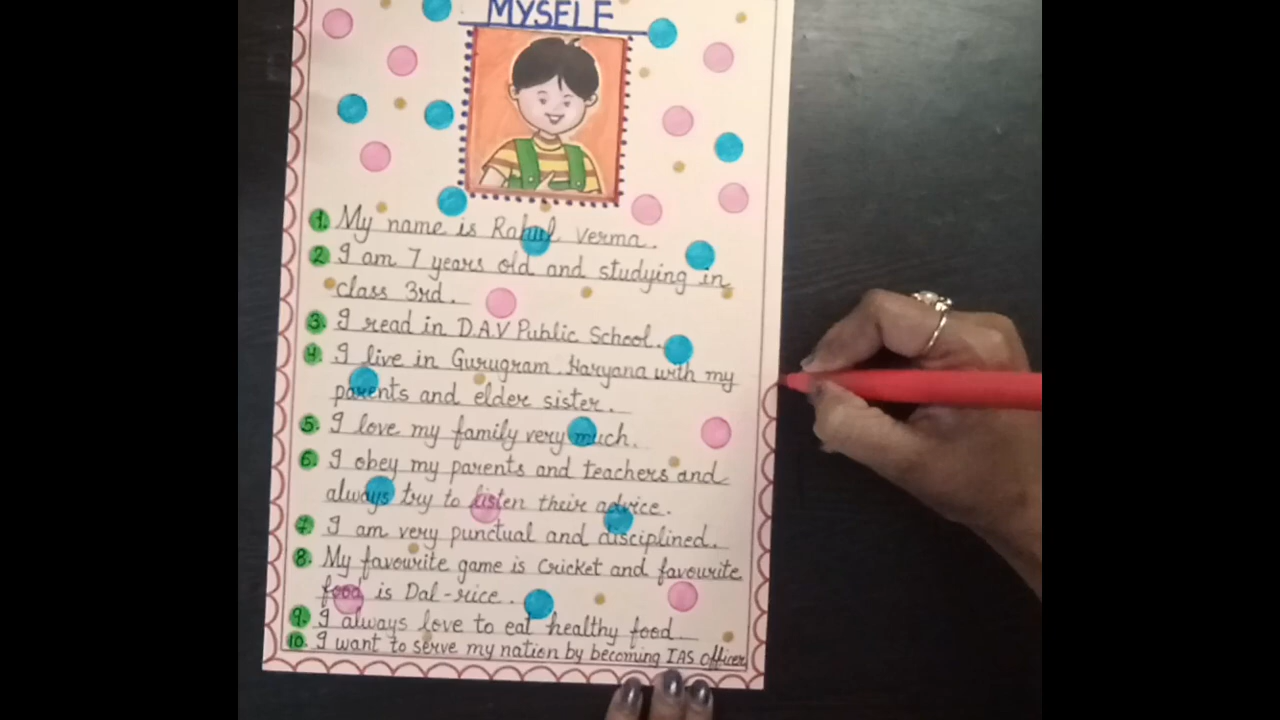 MYSELF
1. My name is Rahul Verma.
2. I am 7 years old and studying in
class 3rd.
3. I read in D.A.V Public School.
4. I live in Gurugram, Haryana with my
parents and elder sister.
5. I love my family very much.
6. I obey my parents and teachers and
always try to listen their advice.
7. I am very punctual and disciplined.
8. My favourite game is Cricket and favourite
food is Dal-rice.
9. I always love to eat healthy food
10. I want to serve my nation by becoming IAS Officer